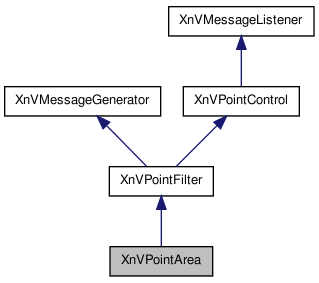 XnVMessageListener
XnVMessageGenerator
XnVPointControl
XnVPointFilter
XnVPointArea